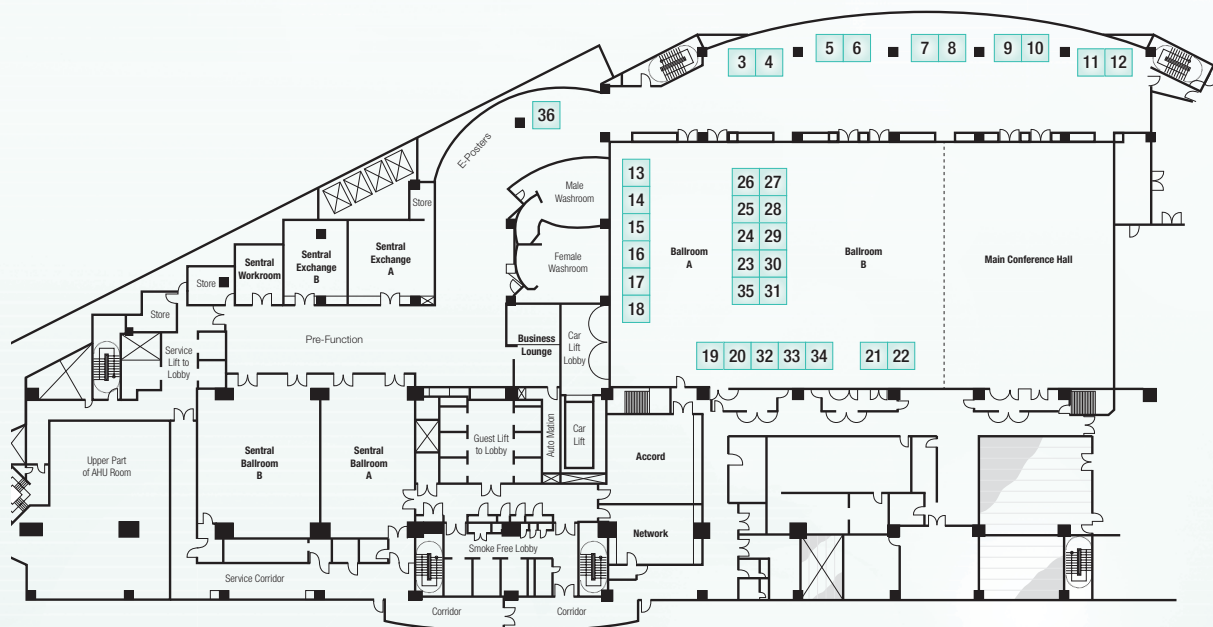 3 4
5 6
7 8
9 10
11 12
36
E-Posters
Male
Washroom
Female
Washroom
Store
Sentral
Exchange
A
Sentral
Exchange
B
Sentral
Workroom
Store
Store
Service
Lift to
Lobby
Pre-Function
Business
Lounge
Car
Lift
Lobby
13
14
15
16
17
18
Ballroom
A
26 27
25 28
24 29
23 30
35 31
Ballroom
B
Main Conference Hall
19 20 32 33 34
21 22
Upper Part
of AHU Room
Sentral
Ballroom
B
Sentral
Ballroom
A
Guest Lift
to Lobby
Auto Mation
Car
Lift
Accord
Network
Smoke Free Lobby
Service Corridor
Corridor
Corridor